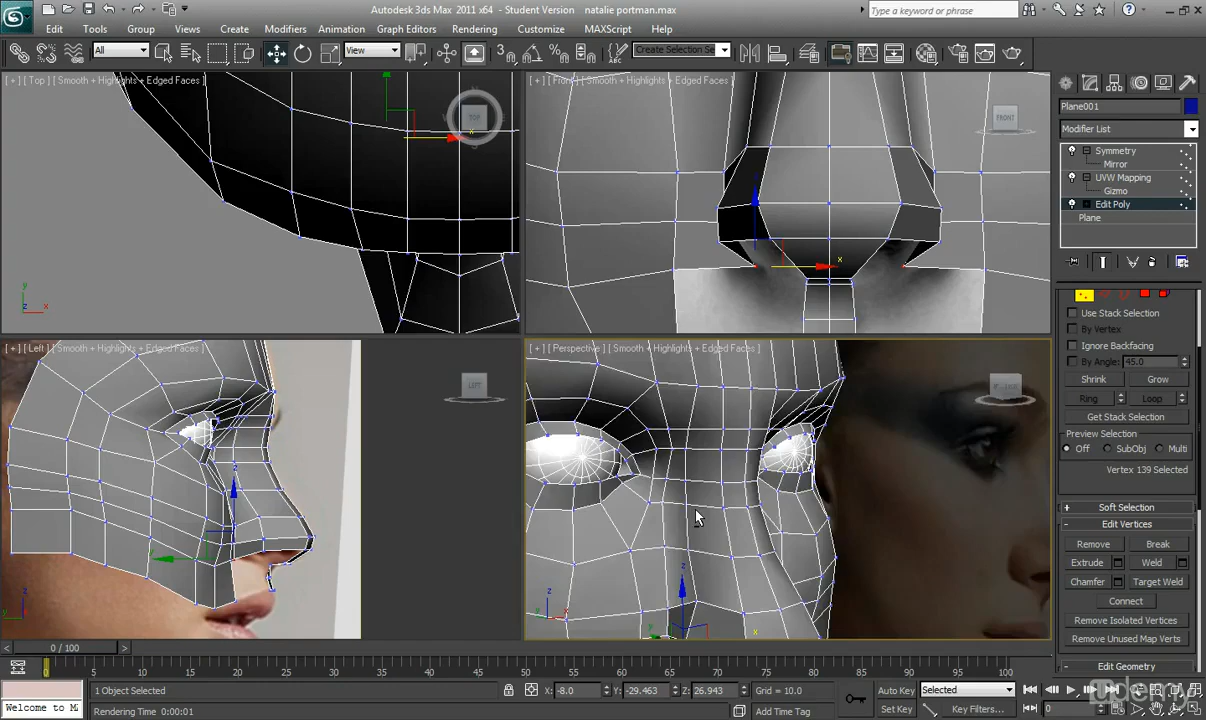 Autodesk 3ds Max 2011 x64 - Student Version natalie portman.max
Type a keyword or phrase
Edit Tools Group Views Create Modifiers Animation Graph Editors Rendering Customize MAXScript Help
All View Create Selection Se
[ + ] [ Top ] [ Smooth + Highlights + Edged Faces ]
[ + ] [ Front ] [ Smooth + Highlights + Edged Faces ]
TOP
FRONT
Plane001
Modifier List
Symmetry
Mirror
UVW Mapping
Gizmo
Edit Poly
Plane
Use Stack Selection
By Vertex
Ignore Backfacing
By Angle: 45.0
Shrink Grow
Ring Loop
Get Stack Selection
Preview Selection
Off SubObj Multi
Vertex 139 Selected
Soft Selection
Edit Vertices
Remove Break
Extrude Weld
Chamfer Target Weld
Connect
Remove Isolated Vertices
Remove Unused Map Verts
Edit Geometry
[ + ] [ Left ] [ Smooth + Highlights + Edged Faces ]
[ + ] [ Perspective ] [ Smooth + Highlights + Edged Faces ]
LEFT
0 / 100
0 5 10 15 20 25 30 35 40 45 50 55 60 65 70 75 80 85 90 95 100
1 Object Selected X: -8.0 Y: -29.463 Z: 26.943 Grid = 10.0 Auto Key Selected
Welcome to M
Rendering Time 0:00:01 Add Time Tag Set Key Key Filters... 0
udemy